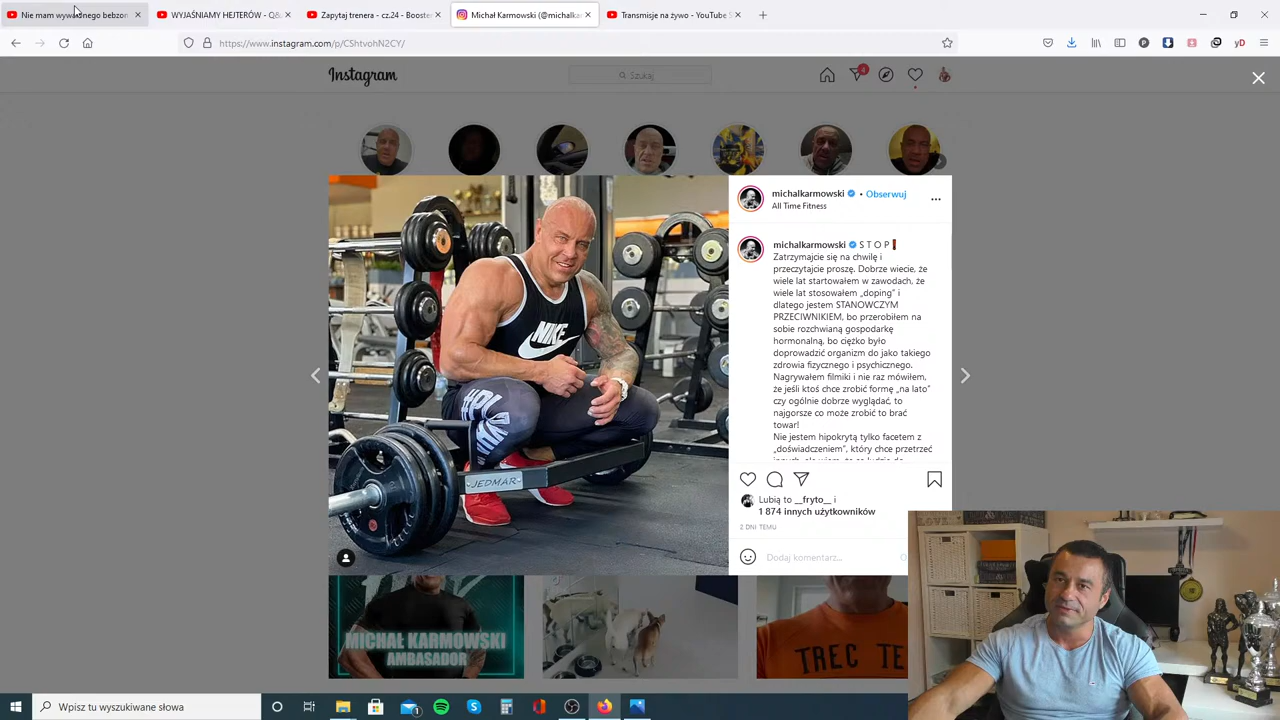 Nie mam wywalonego bebzon
WYJAŚNIAMY HEJTERÓW - Q&
Zapytaj trenera - cz.24 - Booster
Michał Karmowski (@michalkar
Transmisje na żywo - YouTube S
https://www.instagram.com/p/CShtvohN2CY/
Instagram
Szukaj
4
michalkarmowski • Obserwuj
All Time Fitness
michalkarmowski S T O P
Zatrzymajcie się na chwilę i
przeczytajcie proszę. Dobrze wiecie, że
wiele lat startowałem w zawodach, że
wiele lat stosowałem „doping" i
dlatego jestem STANOWCZYM
PRZECIWNIKIEM, bo przerobiłem na
sobie rozchwianą gospodarkę
hormonalną, bo ciężko było
doprowadzić organizm do jako takiego
zdrowia fizycznego i psychicznego.
Nagrywałem filmiki i nie raz mówiłem,
że jeśli ktoś chce zrobić formę „na lato"
czy ogólnie dobrze wyglądać, to
najgorsze co może zrobić to brać
towar!
Nie jestem hipokrytą tylko facetem z
„doświadczeniem", który chce przetrzeć
NIKE
JEDMAR
Lubią to __fryto__ i
1 874 innych użytkowników
2 DNI TEMU
Dodaj komentarz...
MICHAŁ KARMOWSKI
AMBASADOR
TREC TE
Wpisz tu wyszukiwane słowa